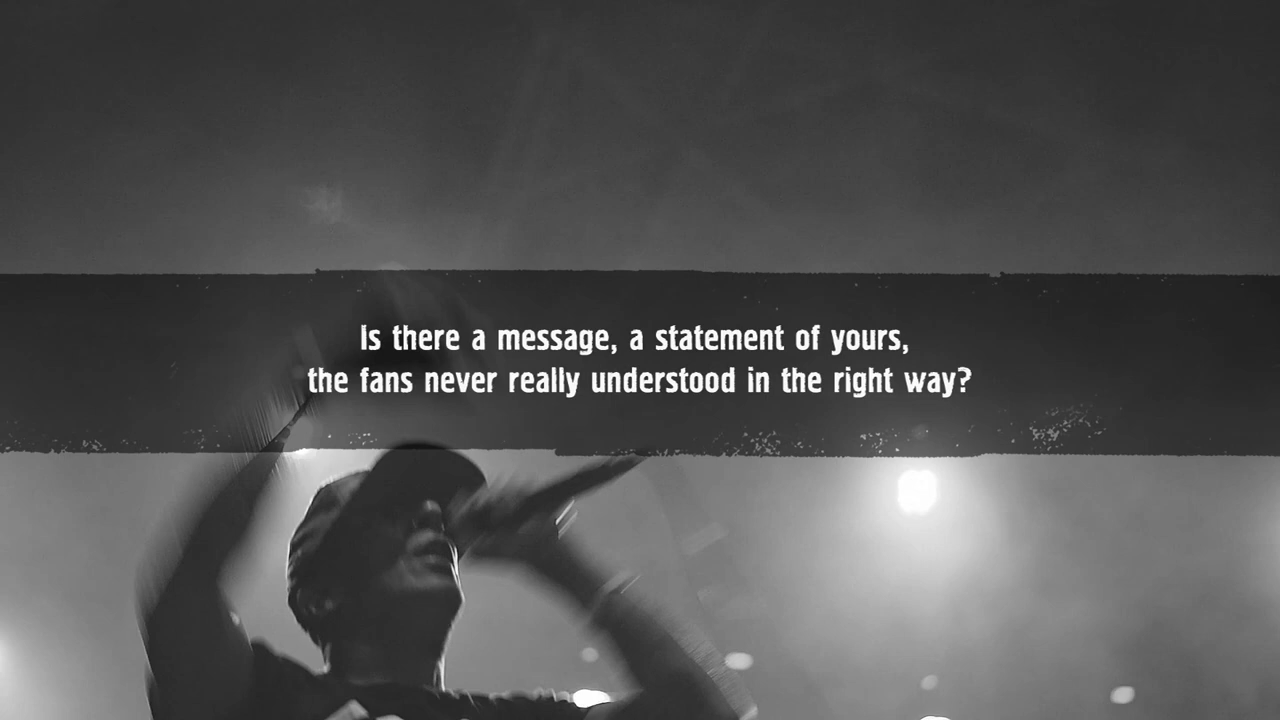 Is there a message, a statement of yours,
the fans never really understood in the right way?